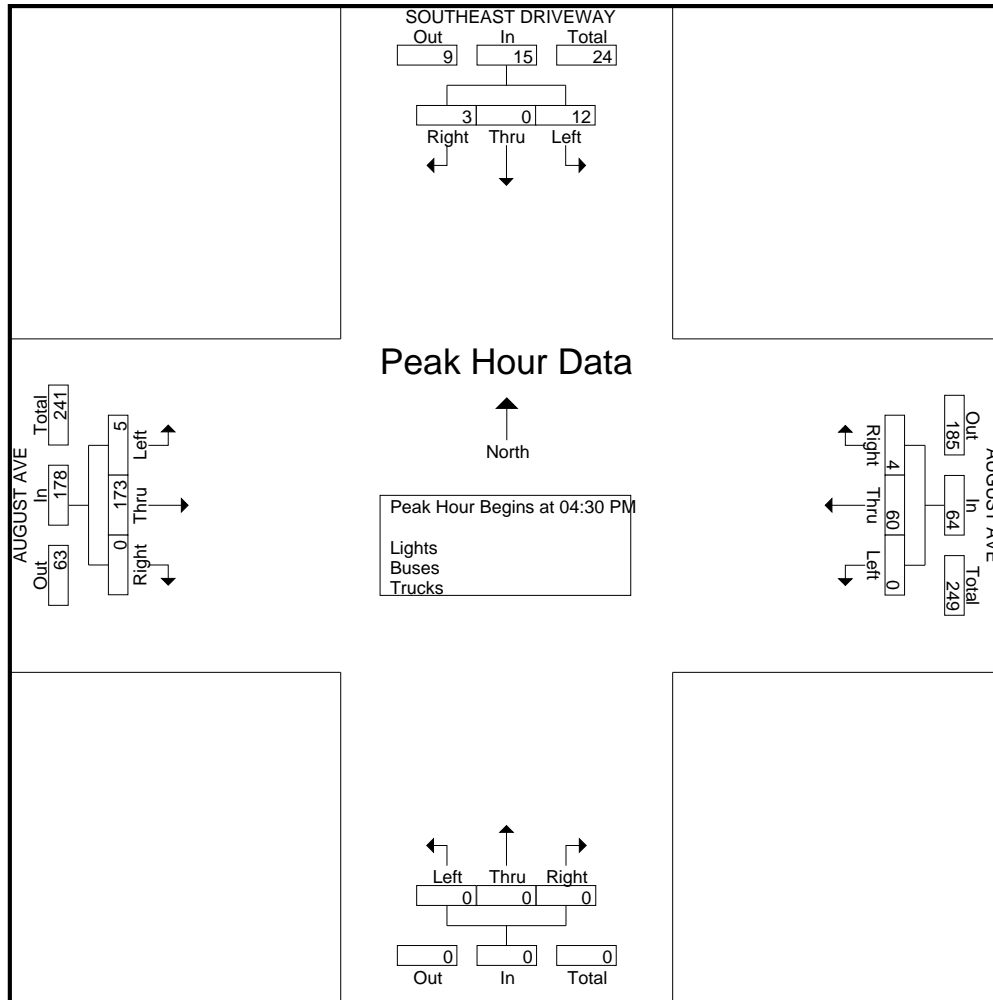 SOUTHEAST DRIVEWAY
Out In Total
9 15 24
3 0 12
Right Thru Left
Peak Hour Data
North
Peak Hour Begins at 04:30 PM
Lights
Buses
Trucks
AUGUST AVE
Out In Total
63 178 241
Left Thru Right
5 173 0
AUGUST AVE
Out In Total
185 64 249
Right Thru Left
4 60 0
Left Thru Right
0 0 0
0 0 0
Out In Total